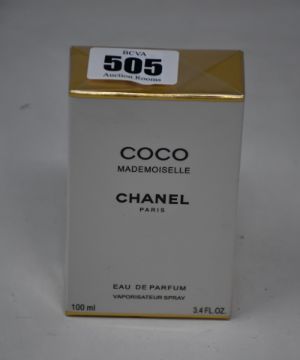 BCVA
505
Auction Rooms
COCO
MADEMOISELLE
CHANEL
PARIS
EAU DE PARFUM
VAPORISATEUR SPRAY
100 ml 3.4 FL.OZ.